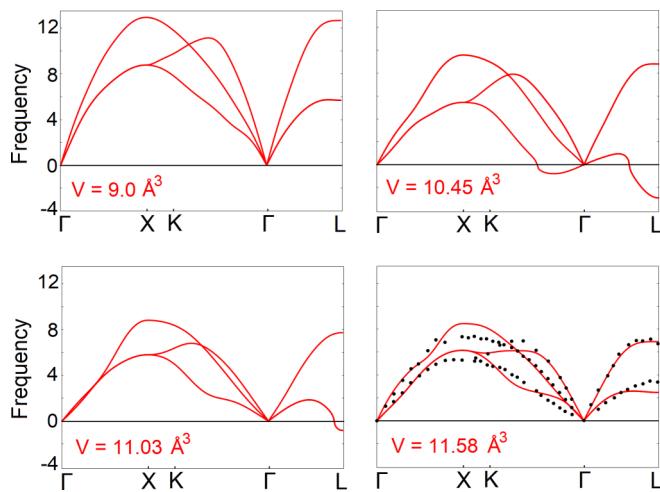 12
8
4
0
-4
Frequency
V = 9.0 Å3
Γ X K Γ L
V = 10.45 Å3
Γ X K Γ L
12
8
4
0
-4
Frequency
V = 11.03 Å3
Γ X K Γ L
V = 11.58 Å3
Γ X K Γ L